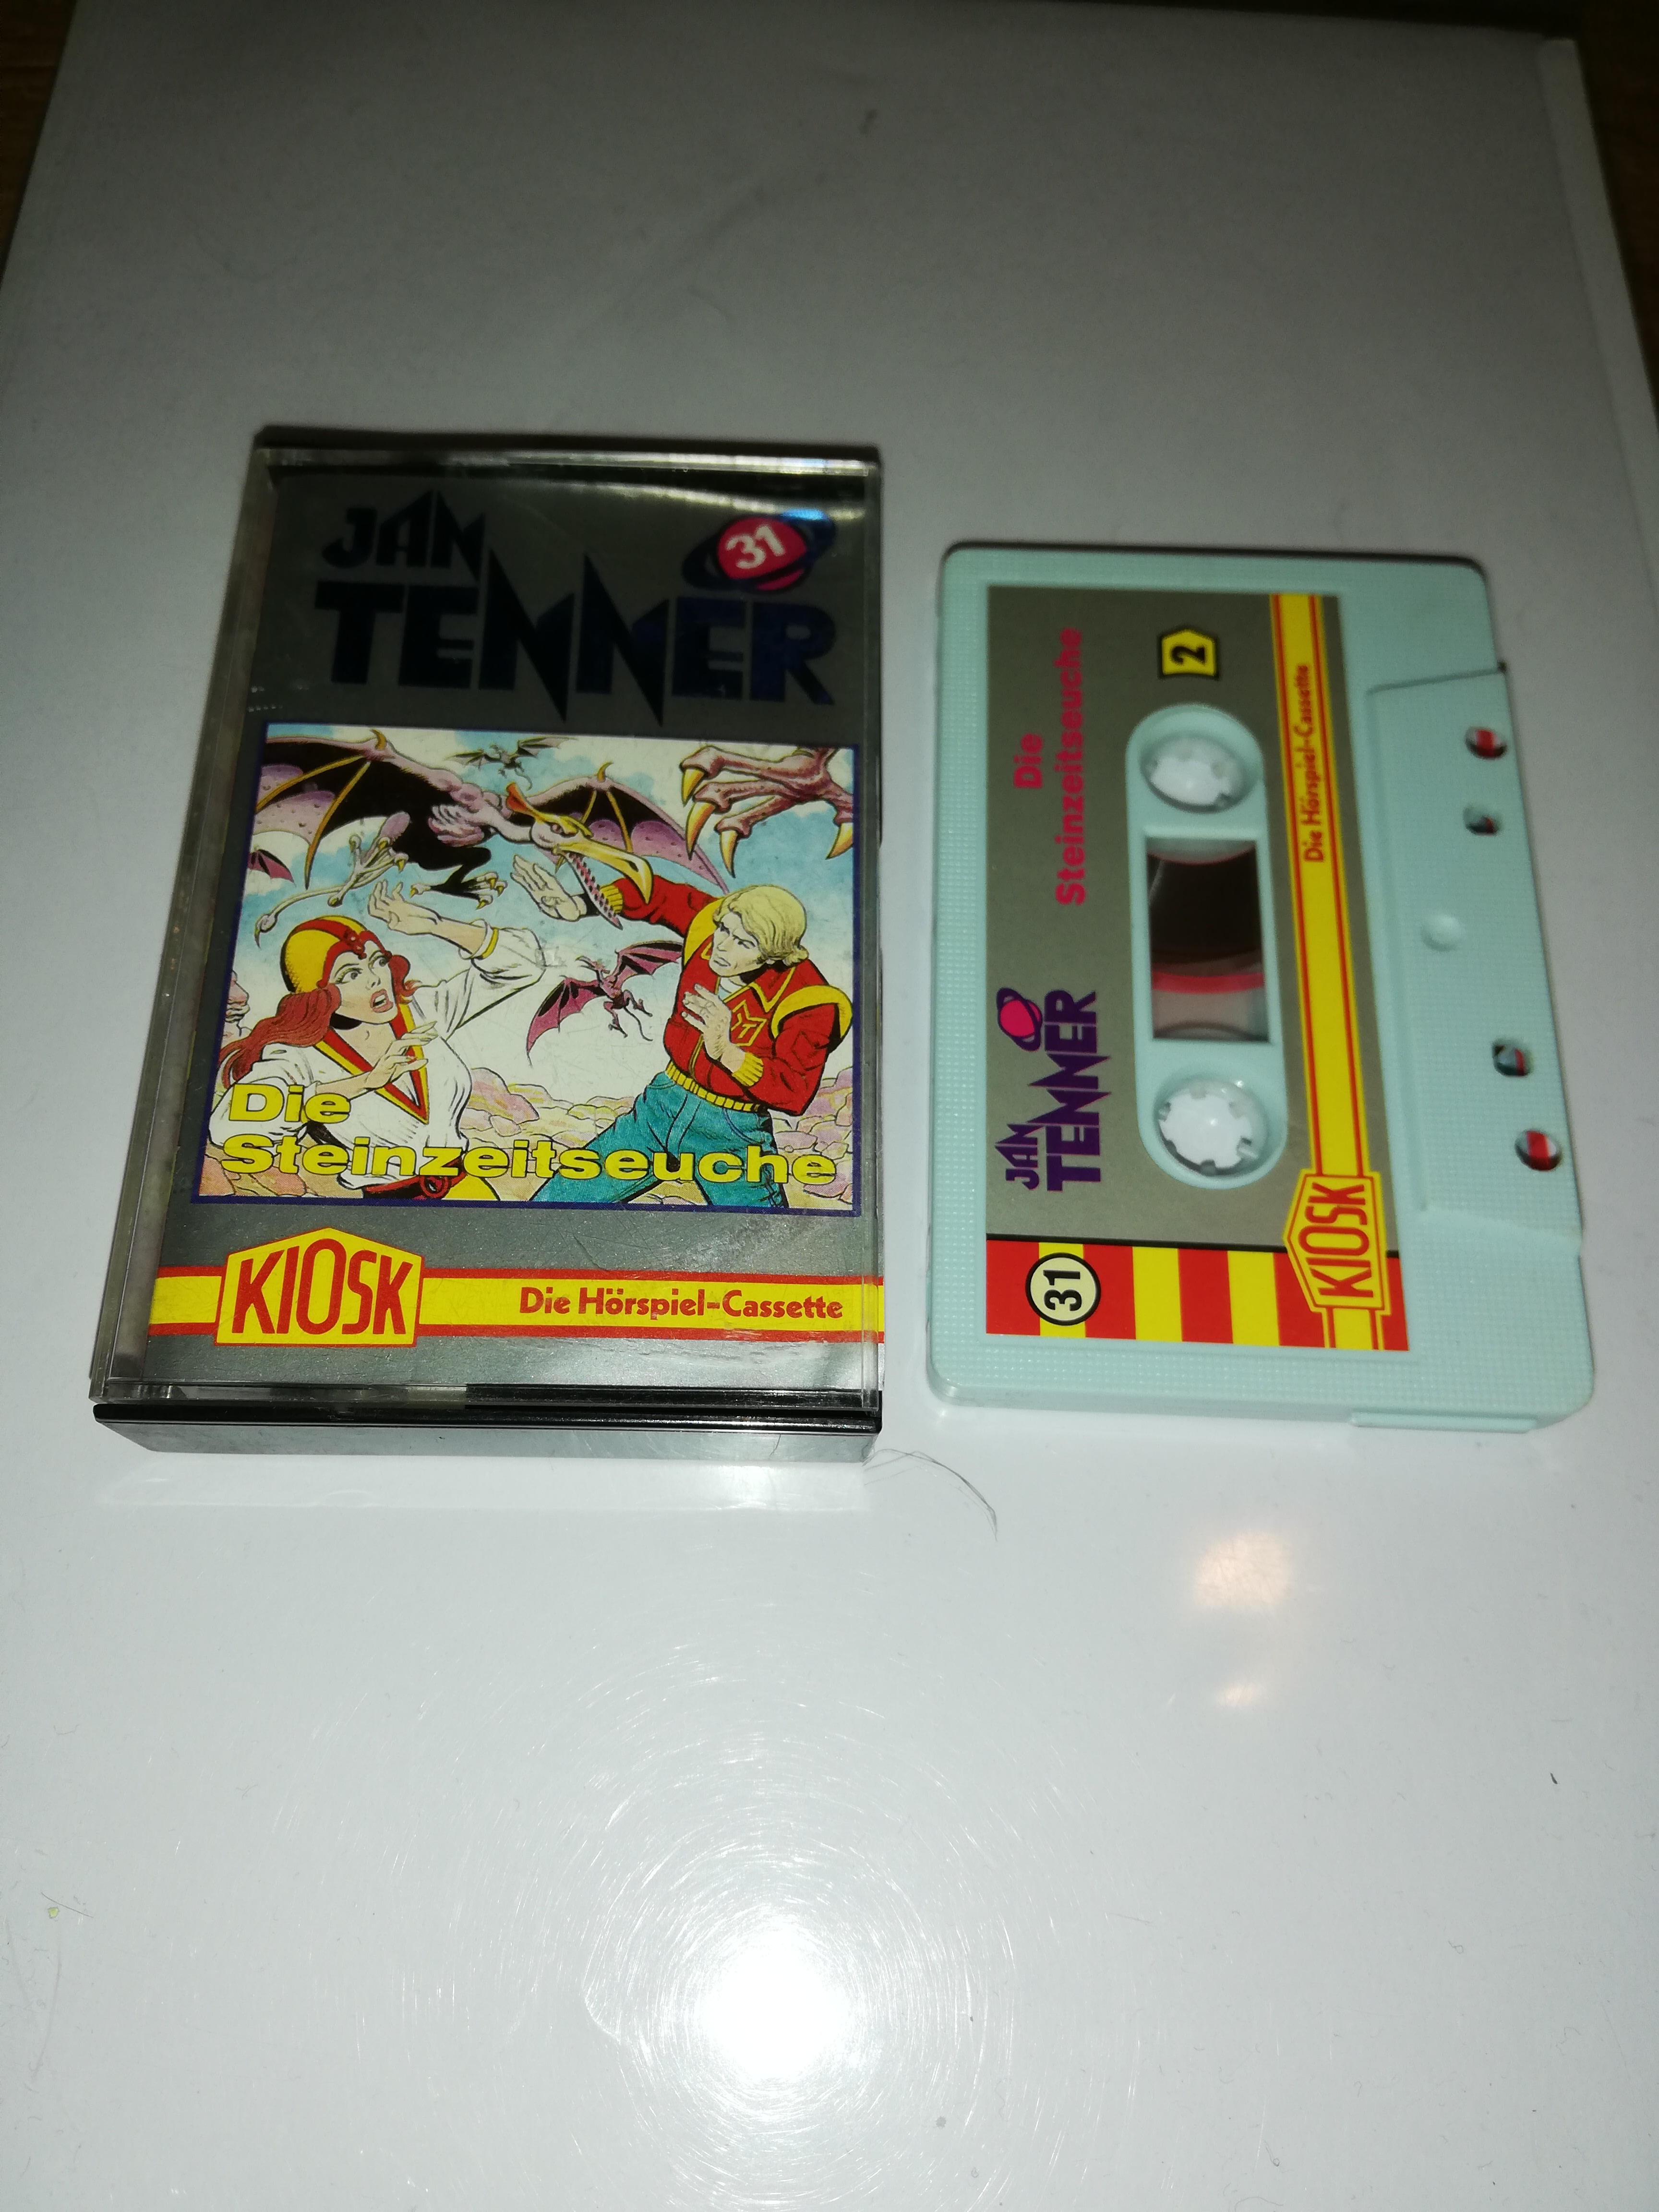 JAN
TENNER
31
Die
Steinzeitseuche
KIOSK
Die Hörspiel-Cassette
31
JAN
TENNER
Die
Steinzeitseuche
2
KIOSK
Die Hörspiel-Cassette